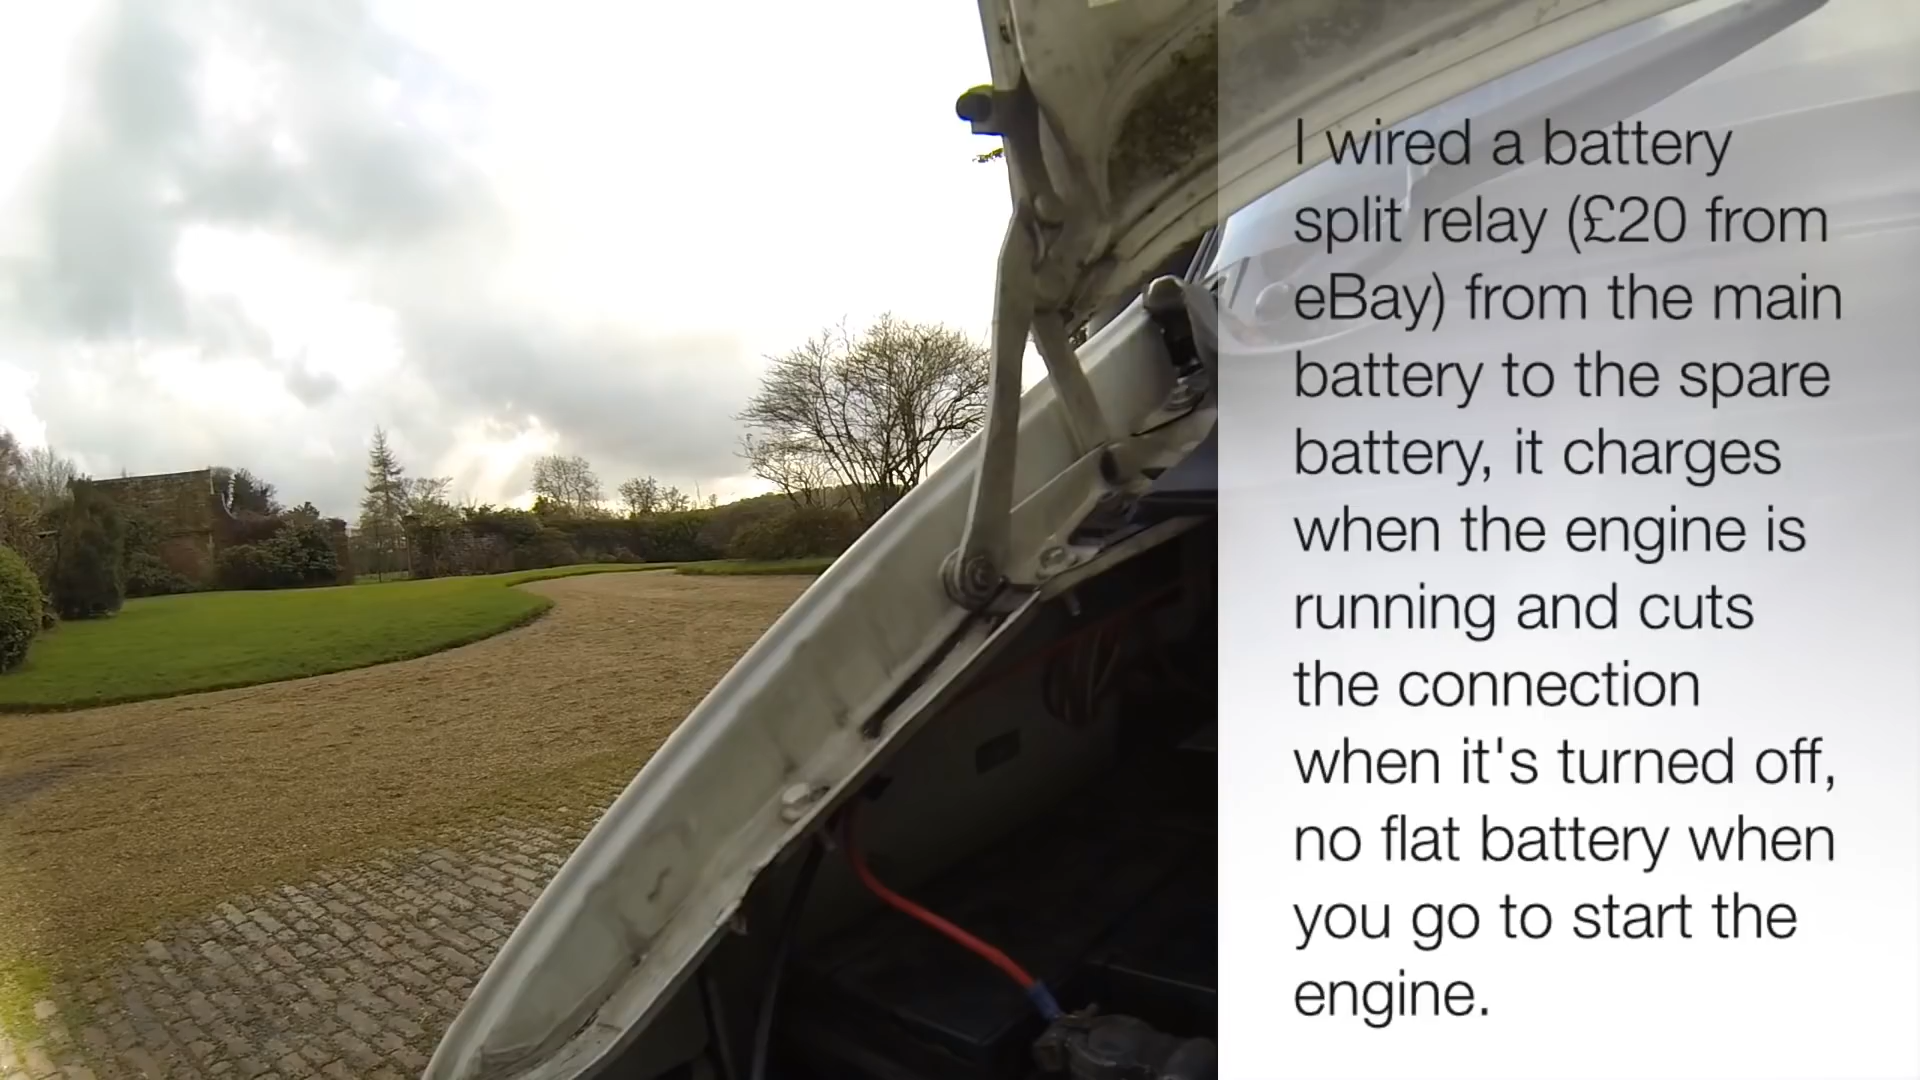 I wired a battery
split relay (£20 from
eBay) from the main
battery to the spare
battery, it charges
when the engine is
running and cuts
the connection
when it's turned off,
no flat battery when
you go to start the
engine.